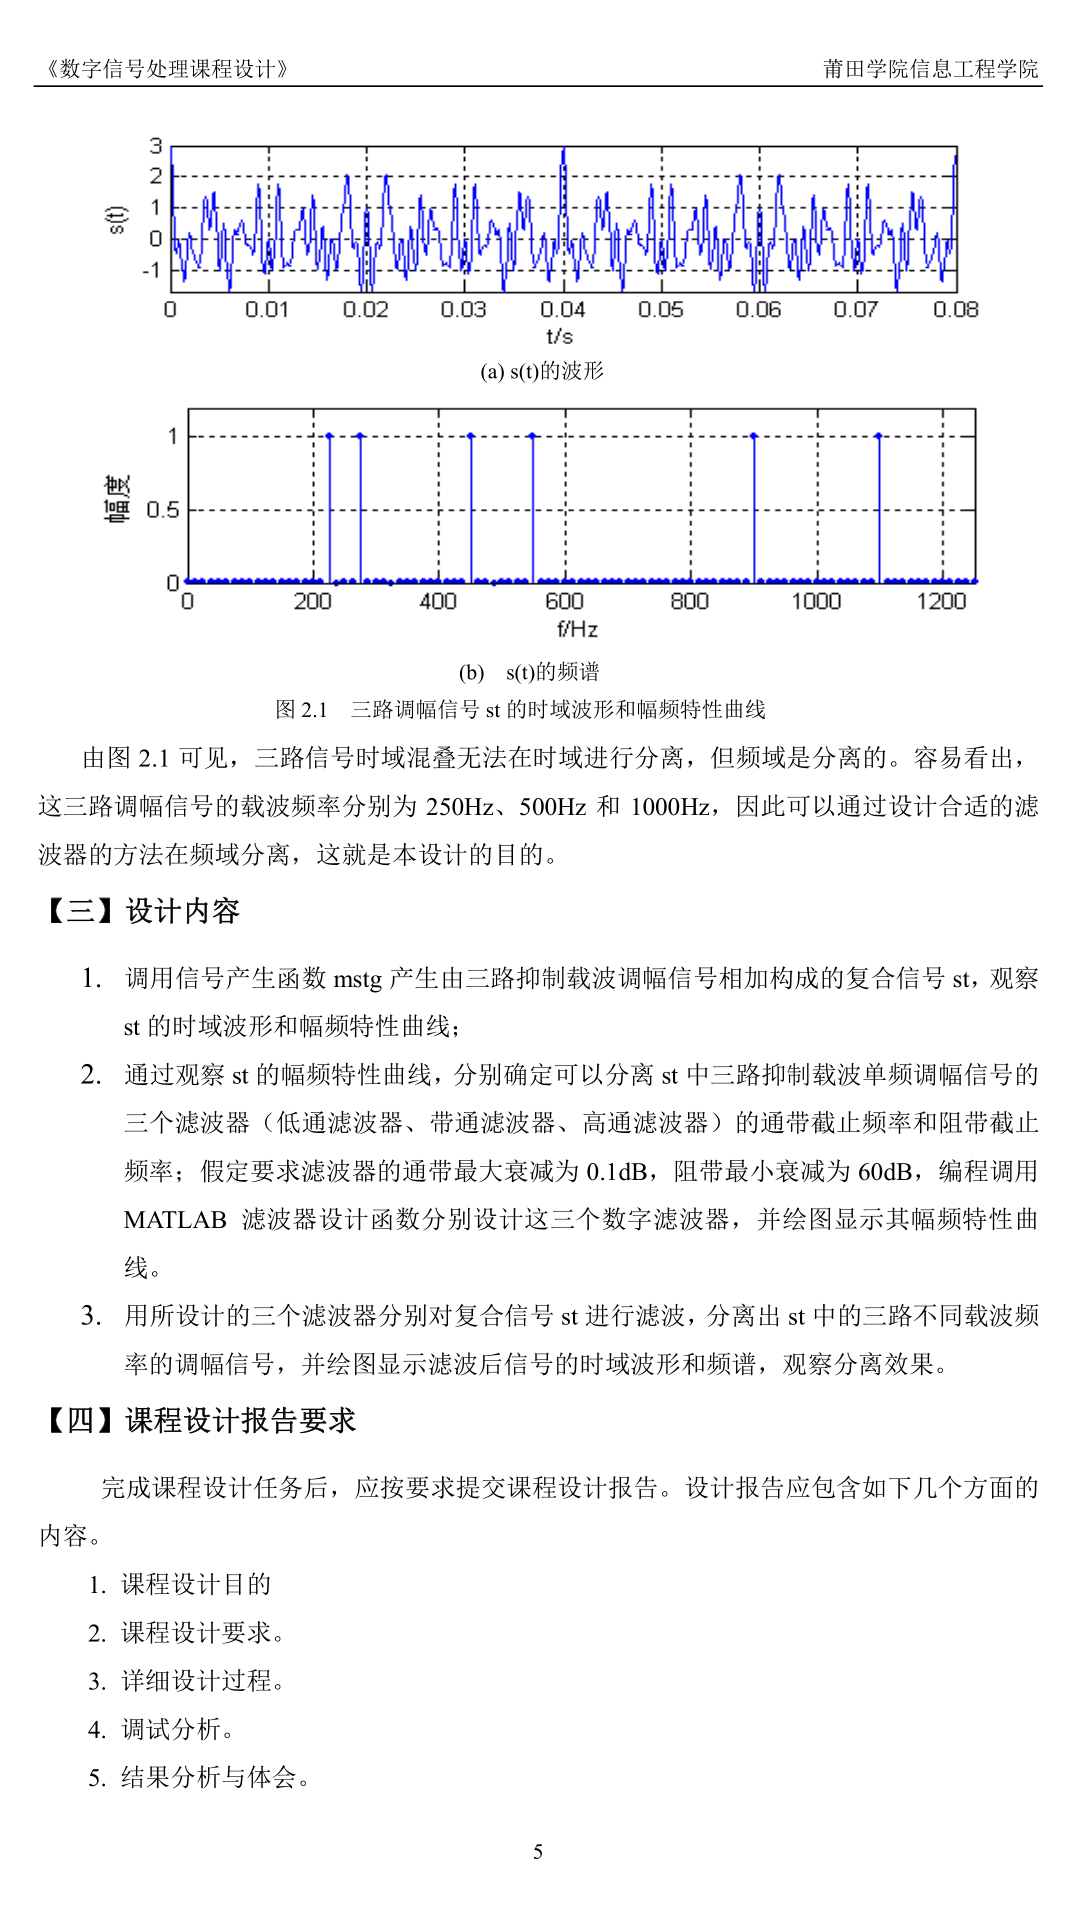 《数字信号处理课程设计》 莆田学院信息工程学院
3
2
1
0
-1
s(t)
0 0.01 0.02 0.03 0.04 0.05 0.06 0.07 0.08
t/s
(a) s(t)的波形
1
0.5
0
幅度
0 200 400 600 800 1000 1200
f/Hz
(b) s(t)的频谱
图 2.1 三路调幅信号 st 的时域波形和幅频特性曲线
由图 2.1 可见，三路信号时域混叠无法在时域进行分离，但频域是分离的。容易看出，
这三路调幅信号的载波频率分别为 250Hz、500Hz 和 1000Hz，因此可以通过设计合适的滤
波器的方法在频域分离，这就是本设计的目的。
【三】设计内容
1. 调用信号产生函数 mstg 产生由三路抑制载波调幅信号相加构成的复合信号 st，观察
st 的时域波形和幅频特性曲线；
2. 通过观察 st 的幅频特性曲线，分别确定可以分离 st 中三路抑制载波单频调幅信号的
三个滤波器（低通滤波器、带通滤波器、高通滤波器）的通带截止频率和阻带截止
频率；假定要求滤波器的通带最大衰减为 0.1dB，阻带最小衰减为 60dB，编程调用
MATLAB 滤波器设计函数分别设计这三个数字滤波器，并绘图显示其幅频特性曲
线。
3. 用所设计的三个滤波器分别对复合信号 st 进行滤波，分离出 st 中的三路不同载波频
率的调幅信号，并绘图显示滤波后信号的时域波形和频谱，观察分离效果。
【四】课程设计报告要求
完成课程设计任务后，应按要求提交课程设计报告。设计报告应包含如下几个方面的
内容。
1. 课程设计目的
2. 课程设计要求。
3. 详细设计过程。
4. 调试分析。
5. 结果分析与体会。
5